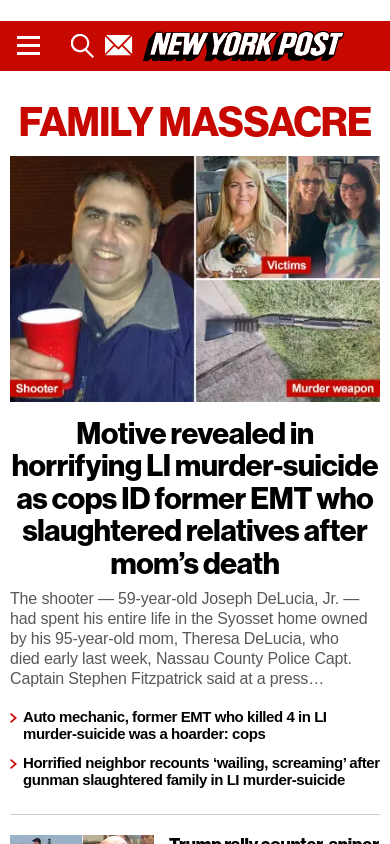 NEW YORK POST
FAMILY MASSACRE
Victims
Shooter
Murder weapon
Motive revealed in
horrifying LI murder-suicide
as cops ID former EMT who
slaughtered relatives after
mom’s death
The shooter — 59-year-old Joseph DeLucia, Jr. —
had spent his entire life in the Syosset home owned
by his 95-year-old mom, Theresa DeLucia, who
died early last week, Nassau County Police Capt.
Captain Stephen Fitzpatrick said at a press…
Auto mechanic, former EMT who killed 4 in LI
murder-suicide was a hoarder: cops
Horrified neighbor recounts ‘wailing, screaming’ after
gunman slaughtered family in LI murder-suicide
Trump rally counter-sniper